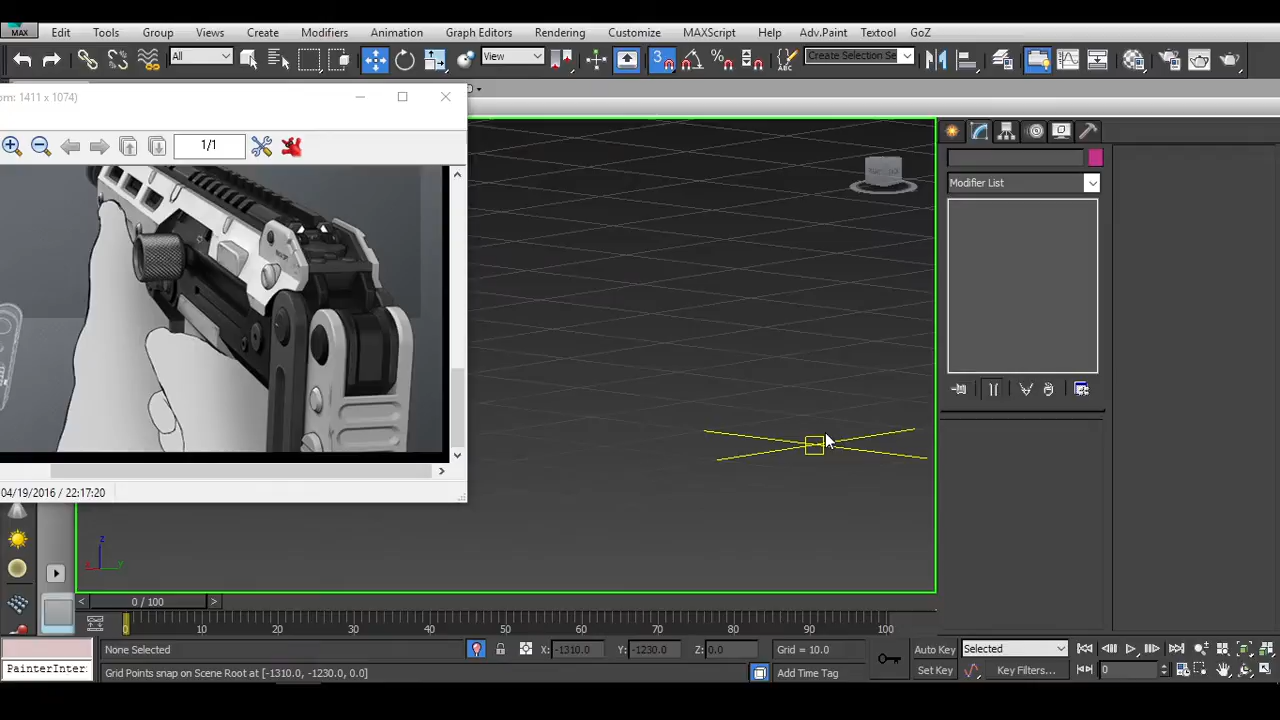 MAX
Edit Tools Group Views Create Modifiers Animation Graph Editors Rendering Customize MAXScript Help Adv.Paint Textool GoZ
All View 3 Create Selection Se
om: 1411 x 1074)
1/1
Modifier List
04/19/2016 / 22:17:20
z
x y
0 / 100
0 10 20 30 40 50 60 70 80 90 100
None Selected X: -1310.0 Y: -1230.0 Z: 0.0 Grid = 10.0 Auto Key Selected
PainterInter Grid Points snap on Scene Root at [-1310.0, -1230.0, 0.0] Add Time Tag Set Key Key Filters... 0